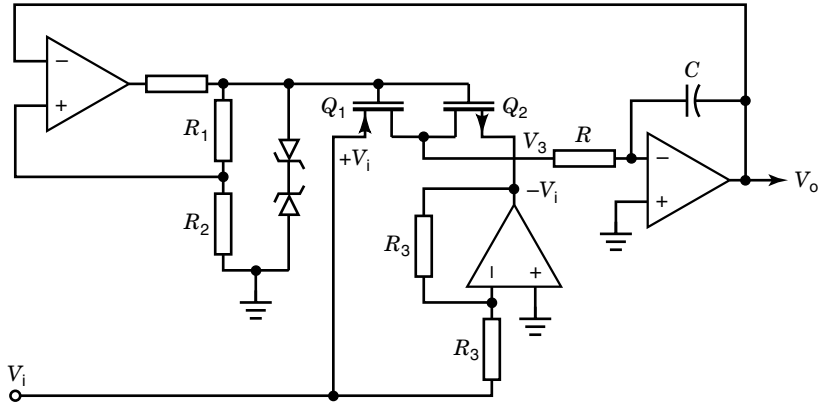 −
+
R1
R2
Q1
Q2
+Vi
V3
R
C
−
+
Vo
−Vi
R3
−
+
R3
Vi